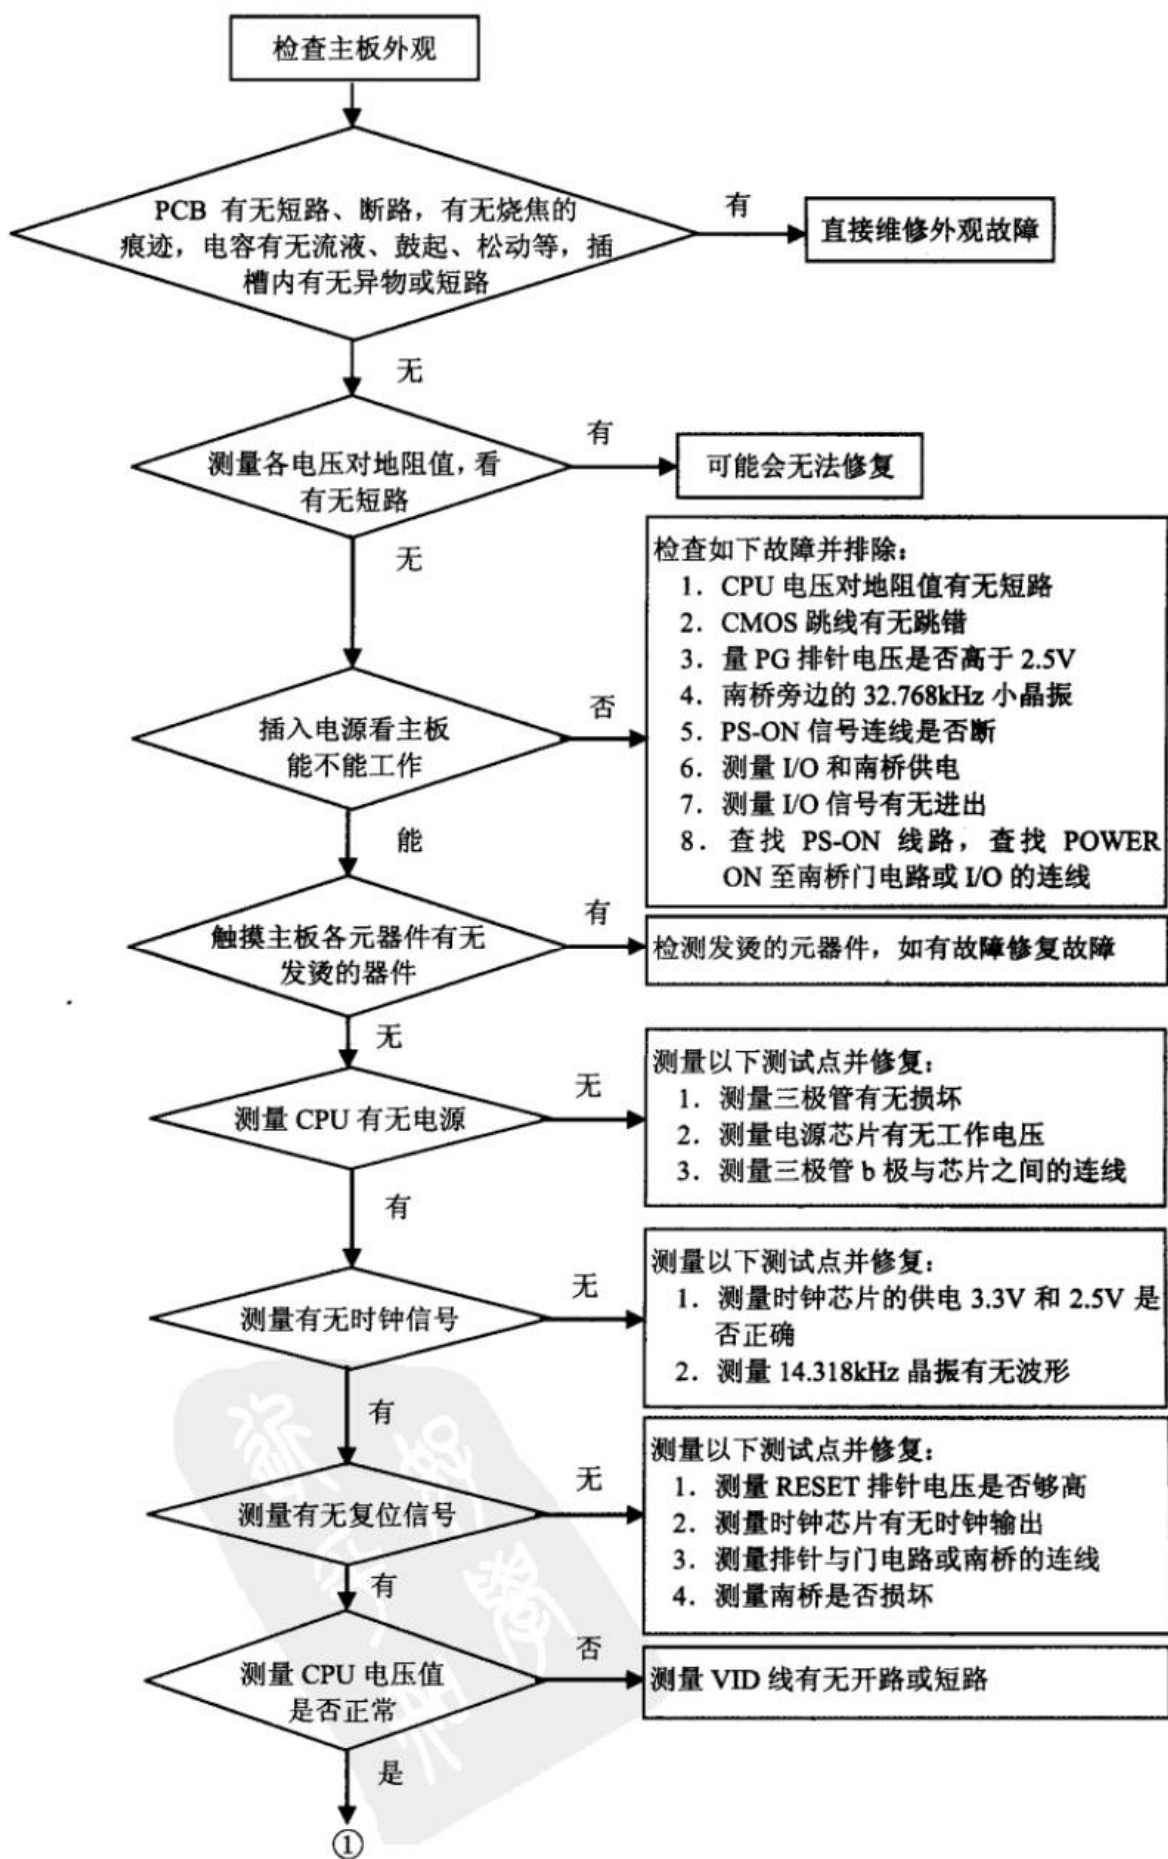 检查主板外观
PCB 有无短路、断路，有无烧焦的
痕迹，电容有无流液、鼓起、松动等，插
槽内有无异物或短路
有
直接维修外观故障
无
测量各电压对地阻值，看
有无短路
有
可能会无法修复
无
插入电源看主板
能不能工作
否
检查如下故障并排除：
1．CPU 电压对地阻值有无短路
2．CMOS 跳线有无跳错
3．量 PG 排针电压是否高于 2.5V
4．南桥旁边的 32.768kHz 小晶振
5．PS-ON 信号连线是否断
6．测量 I/O 和南桥供电
7．测量 I/O 信号有无进出
8．查找 PS-ON 线路，查找 POWER
ON 至南桥门电路或 I/O 的连线
能
触摸主板各元器件有无
发烫的器件
有
检测发烫的元器件，如有故障修复故障
无
测量 CPU 有无电源
无
测量以下测试点并修复：
1．测量三极管有无损坏
2．测量电源芯片有无工作电压
3．测量三极管 b 极与芯片之间的连线
有
测量有无时钟信号
无
测量以下测试点并修复：
1．测量时钟芯片的供电 3.3V 和 2.5V 是
否正确
2．测量 14.318kHz 晶振有无波形
有
测量有无复位信号
无
测量以下测试点并修复：
1．测量 RESET 排针电压是否够高
2．测量时钟芯片有无时钟输出
3．测量排针与门电路或南桥的连线
4．测量南桥是否损坏
有
测量 CPU 电压值
是否正常
否
测量 VID 线有无开路或短路
是
①